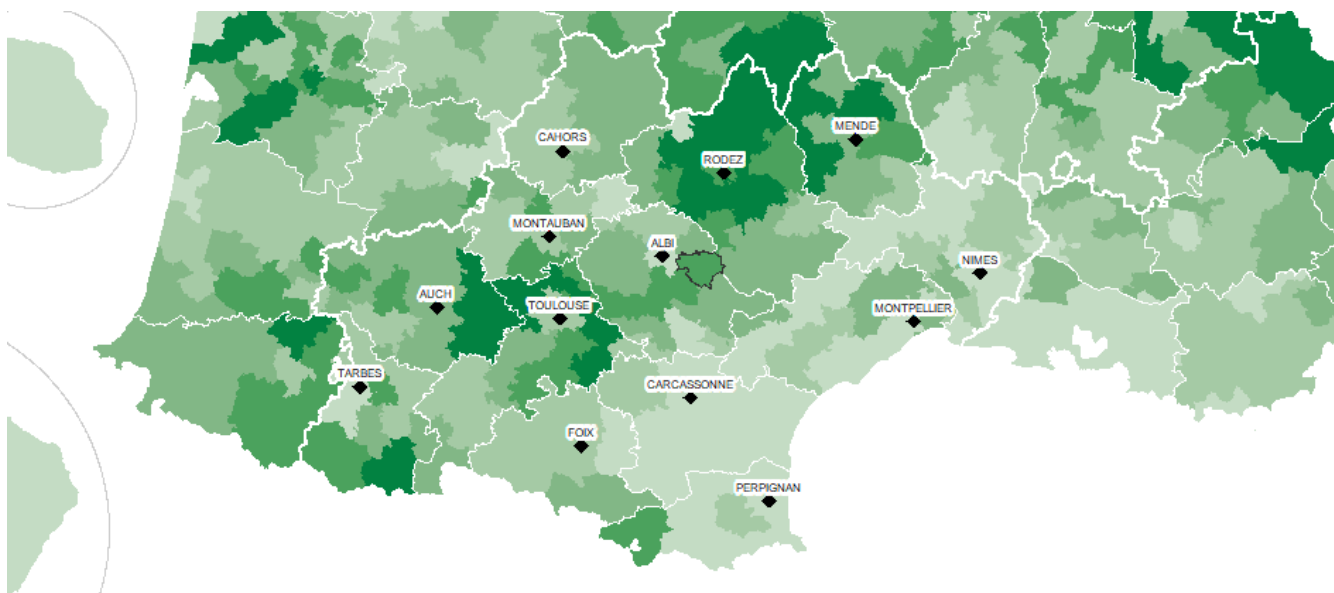 CAHORS
MENDE
RODEZ
MONTAUBAN
ALBI
NIMES
AUCH
TOULOUSE
MONTPELLIER
TARBES
CARCASSONNE
FOIX
PERPIGNAN